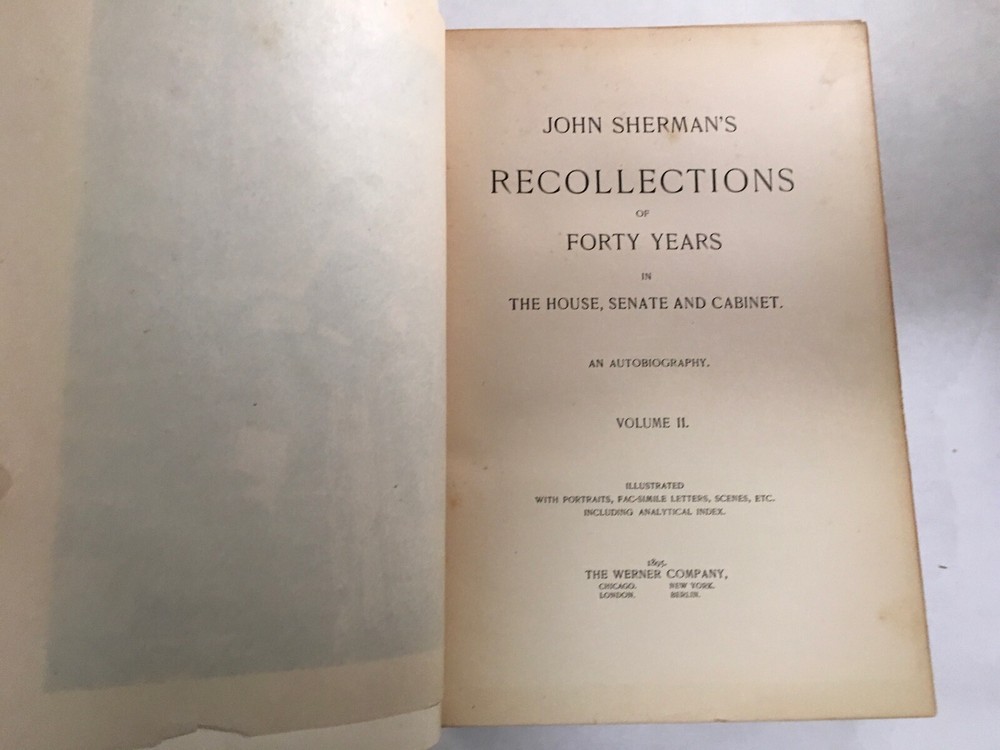 JOHN SHERMAN'S
RECOLLECTIONS
OF
FORTY YEARS
IN
THE HOUSE, SENATE AND CABINET.
AN AUTOBIOGRAPHY.
VOLUME II.
ILLUSTRATED
WITH PORTRAITS, FAC-SIMILE LETTERS, SCENES, ETC.
INCLUDING ANALYTICAL INDEX.
1895.
THE WERNER COMPANY,
CHICAGO. NEW YORK.
LONDON. BERLIN.